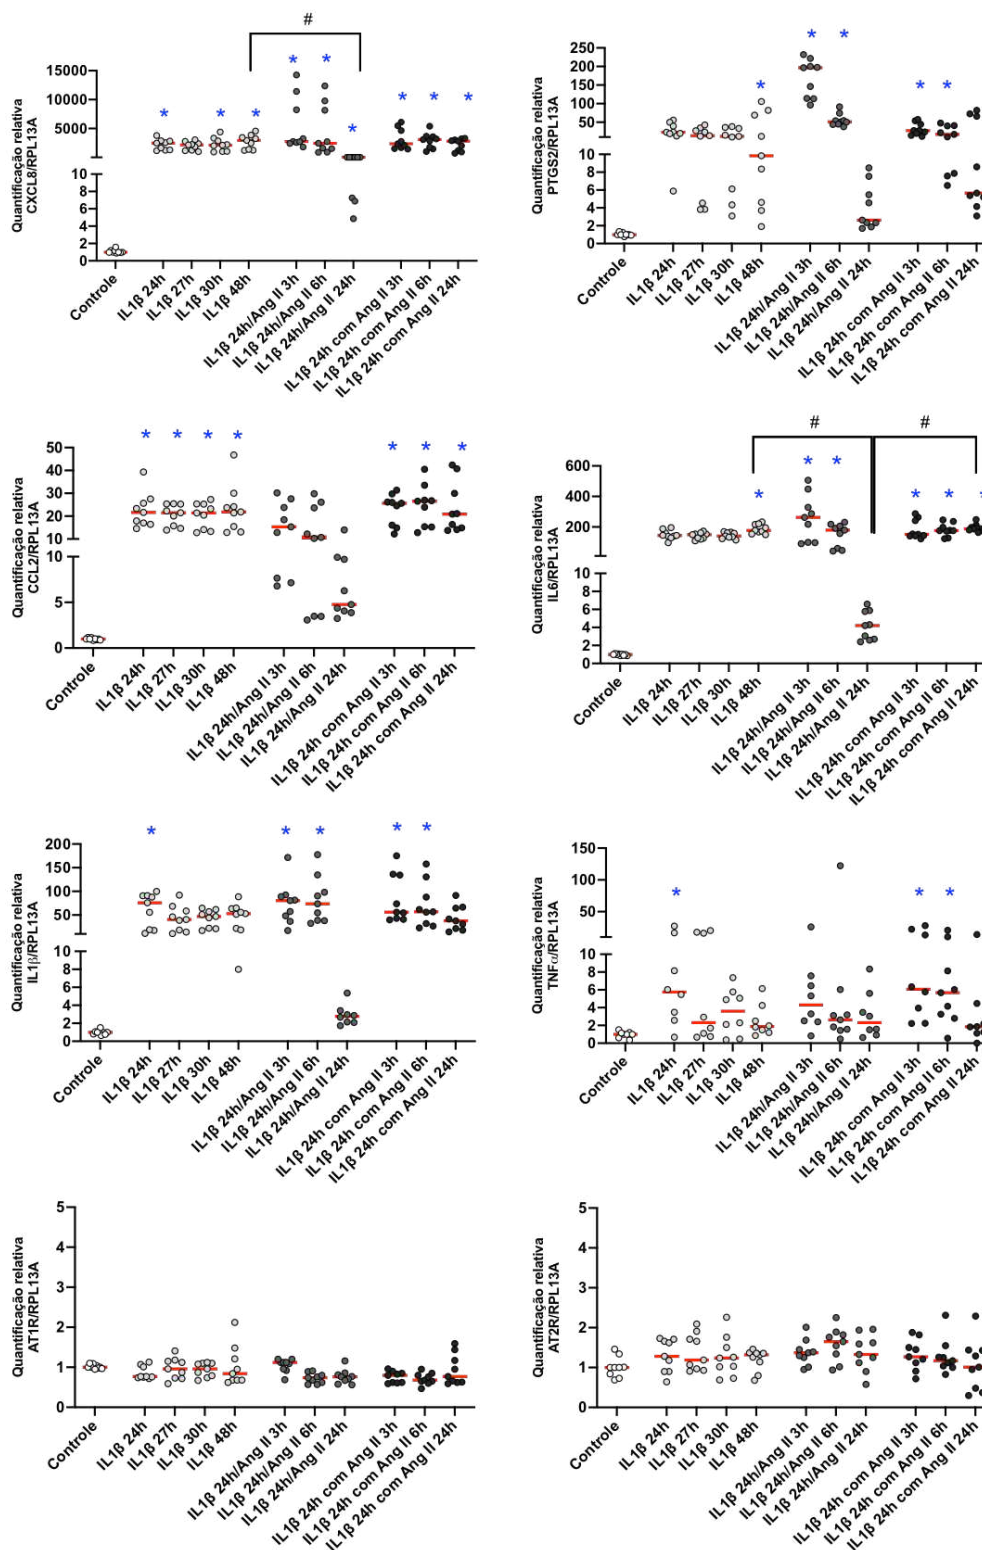 #
Quantificação relativa
CXCL8/RPL13A
15000
10000
5000
10
8
6
4
2
0
* * * * * * * * * *
Controle
IL1β 24h
IL1β 27h
IL1β 30h
IL1β 48h
IL1β 24h/Ang II 3h
IL1β 24h/Ang II 6h
IL1β 24h/Ang II 24h
IL1β 24h com Ang II 3h
IL1β 24h com Ang II 6h
IL1β 24h com Ang II 24h
Quantificação relativa
PTGS2/RPL13A
250
200
150
100
50
10
8
6
4
2
0
* * * * *
Controle
IL1β 24h
IL1β 27h
IL1β 30h
IL1β 48h
IL1β 24h/Ang II 3h
IL1β 24h/Ang II 6h
IL1β 24h/Ang II 24h
IL1β 24h com Ang II 3h
IL1β 24h com Ang II 6h
IL1β 24h com Ang II 24h
Quantificação relativa
CCL2/RPL13A
50
40
30
20
10
10
5
0
* * * * * * *
Controle
IL1β 24h
IL1β 27h
IL1β 30h
IL1β 48h
IL1β 24h/Ang II 3h
IL1β 24h/Ang II 6h
IL1β 24h/Ang II 24h
IL1β 24h com Ang II 3h
IL1β 24h com Ang II 6h
IL1β 24h com Ang II 24h
# #
Quantificação relativa
IL6/RPL13A
600
400
200
10
8
6
4
2
0
* * * * * *
Controle
IL1β 24h
IL1β 27h
IL1β 30h
IL1β 48h
IL1β 24h/Ang II 3h
IL1β 24h/Ang II 6h
IL1β 24h/Ang II 24h
IL1β 24h com Ang II 3h
IL1β 24h com Ang II 6h
IL1β 24h com Ang II 24h
Quantificação relativa
IL1β/RPL13A
200
150
100
50
10
8
6
4
2
0
* * * * *
Controle
IL1β 24h
IL1β 27h
IL1β 30h
IL1β 48h
IL1β 24h/Ang II 3h
IL1β 24h/Ang II 6h
IL1β 24h/Ang II 24h
IL1β 24h com Ang II 3h
IL1β 24h com Ang II 6h
IL1β 24h com Ang II 24h
Quantificação relativa
TNFα/RPL13A
150
100
50
10
8
6
4
2
0
* * *
Controle
IL1β 24h
IL1β 27h
IL1β 30h
IL1β 48h
IL1β 24h/Ang II 3h
IL1β 24h/Ang II 6h
IL1β 24h/Ang II 24h
IL1β 24h com Ang II 3h
IL1β 24h com Ang II 6h
IL1β 24h com Ang II 24h
Quantificação relativa
AT1R/RPL13A
5
4
3
2
1
0
Controle
IL1β 24h
IL1β 27h
IL1β 30h
IL1β 48h
IL1β 24h/Ang II 3h
IL1β 24h/Ang II 6h
IL1β 24h/Ang II 24h
IL1β 24h com Ang II 3h
IL1β 24h com Ang II 6h
IL1β 24h com Ang II 24h
Quantificação relativa
AT2R/RPL13A
5
4
3
2
1
0
Controle
IL1β 24h
IL1β 27h
IL1β 30h
IL1β 48h
IL1β 24h/Ang II 3h
IL1β 24h/Ang II 6h
IL1β 24h/Ang II 24h
IL1β 24h com Ang II 3h
IL1β 24h com Ang II 6h
IL1β 24h com Ang II 24h